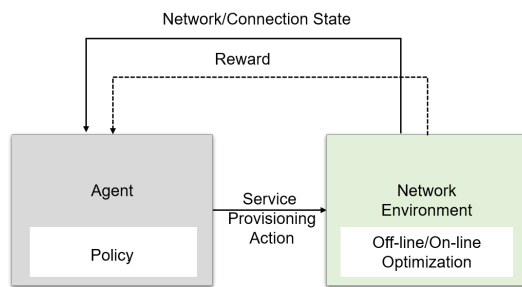 Network/Connection State
Reward
Agent
Policy
Service
Provisioning
Action
Network
Environment
Off-line/On-line
Optimization